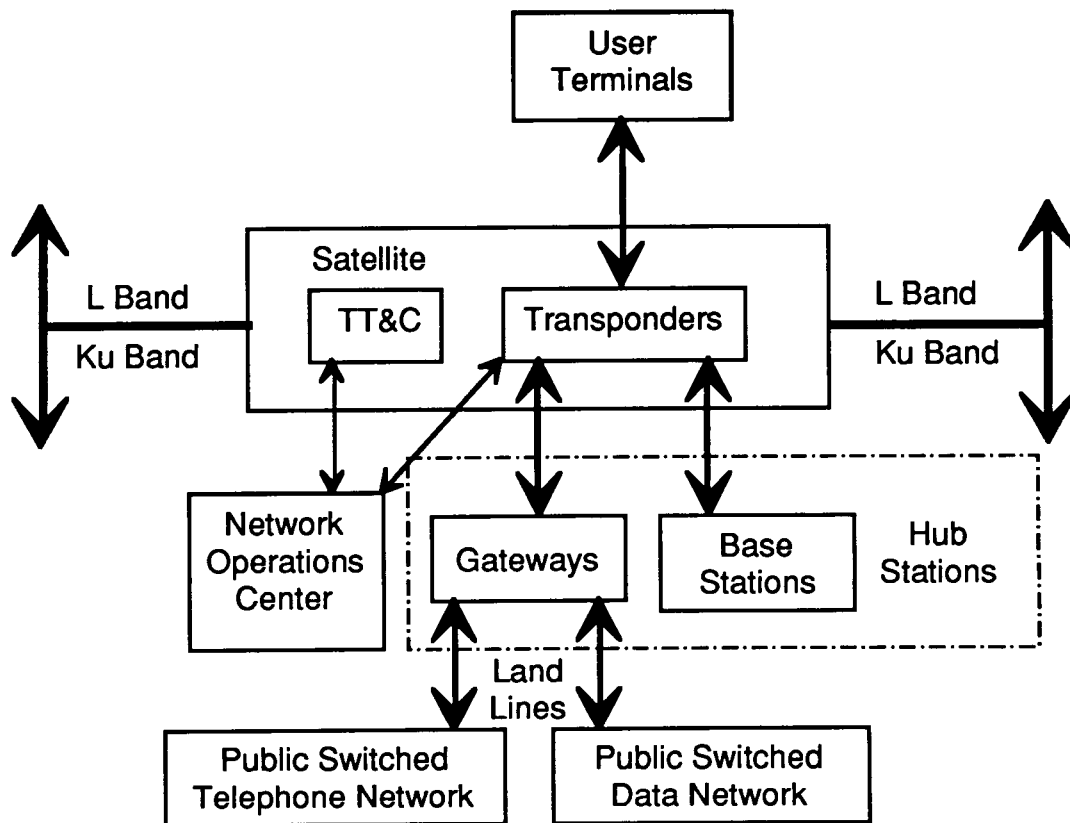 User
Terminals
Satellite
TT&C
Transponders
L Band
Ku Band
L Band
Ku Band
Network
Operations
Center
Gateways
Base
Stations
Hub
Stations
Land
Lines
Public Switched
Telephone Network
Public Switched
Data Network